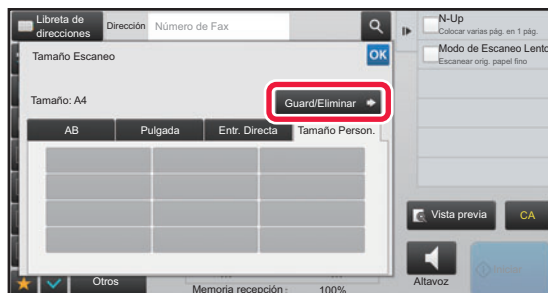 Libreta de
direcciones
Dirección
Número de Fax
N-Up
Colocar varias pág. en 1 pág.
Modo de Escaneo Lento
Escanear orig. papel fino
Tamaño Escaneo
OK
Tamaño: A4
Guard/Eliminar
AB
Pulgada
Entr. Directa
Tamaño Person.
Vista previa
CA
Otros
Memoria recepción :
100%
Altavoz